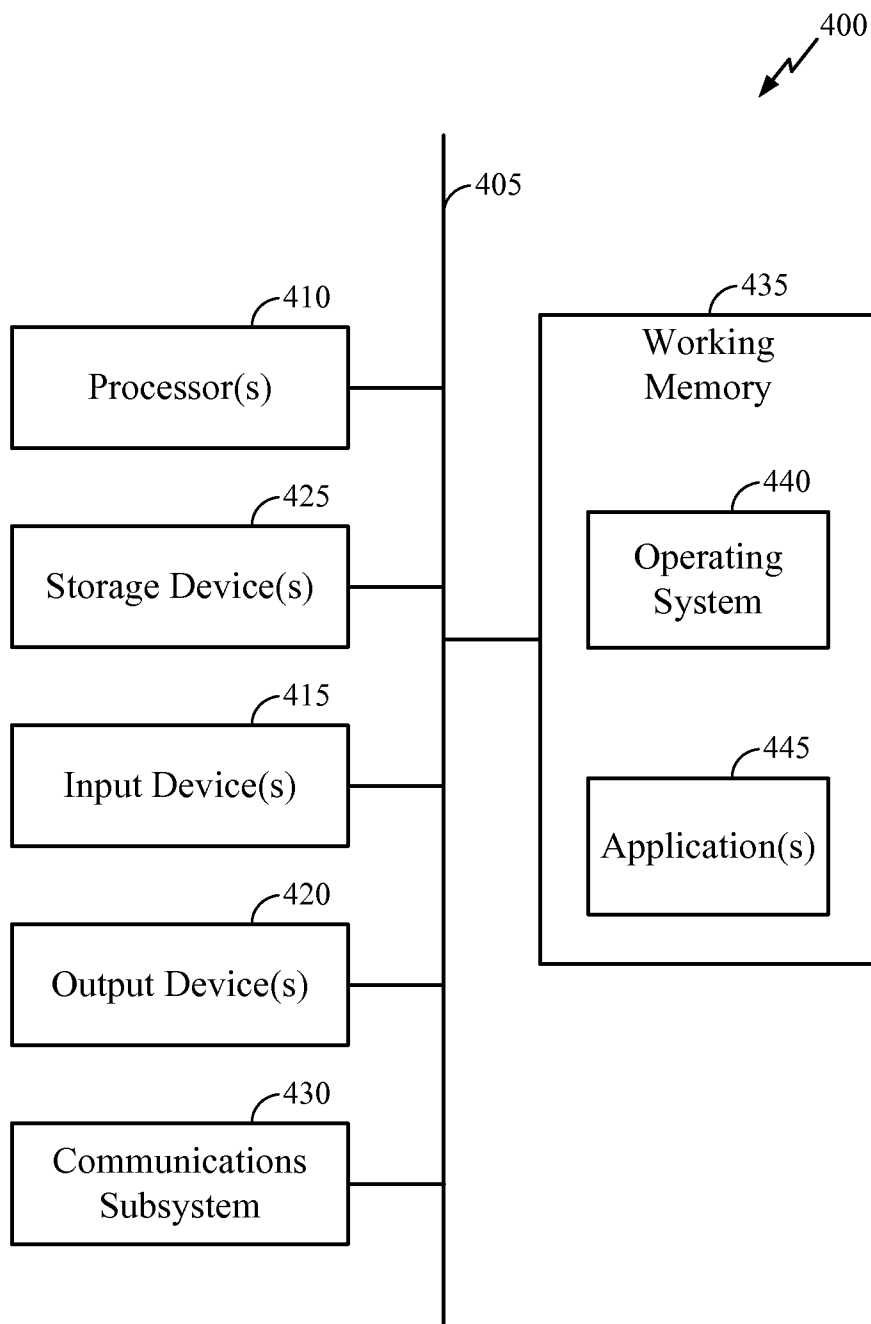 400
405
410
Processor(s)
425
Storage Device(s)
415
Input Device(s)
420
Output Device(s)
430
Communications
Subsystem
435
Working
Memory
440
Operating
System
445
Application(s)